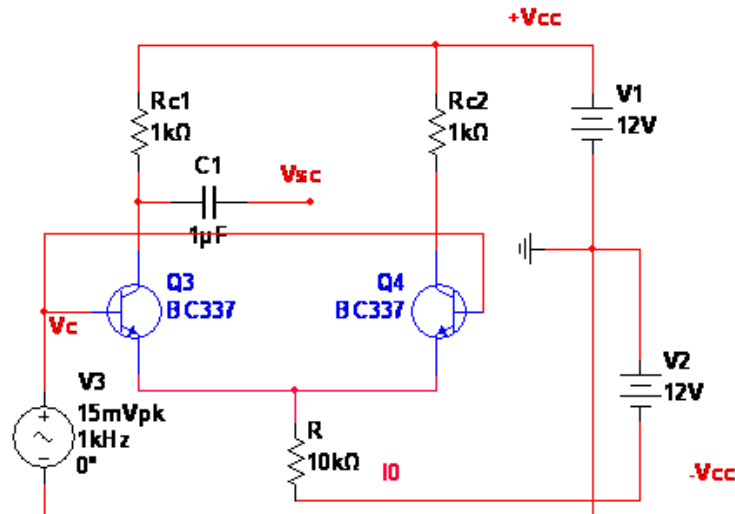 +Vcc
Rc1
1kΩ
Rc2
1kΩ
V1
12V
C1
Vsc
1µF
Q3
BC337
Q4
BC337
Vc
V3
15mVpk
1kHz
0°
V2
12V
R
10kΩ
I0
-Vcc